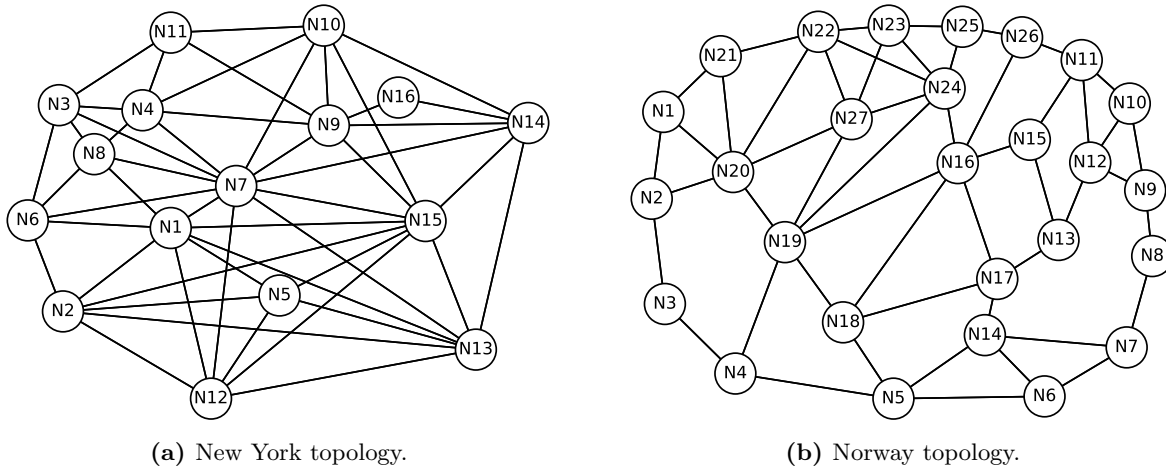 N11
N10
N3
N4
N16
N9
N14
N8
N7
N6
N1
N15
N2
N5
N13
N12
(a) New York topology.
N22
N23
N25
N26
N21
N11
N24
N1
N27
N10
N15
N20
N16
N12
N2
N9
N19
N13
N8
N17
N3
N18
N14
N7
N4
N5
N6
(b) Norway topology.